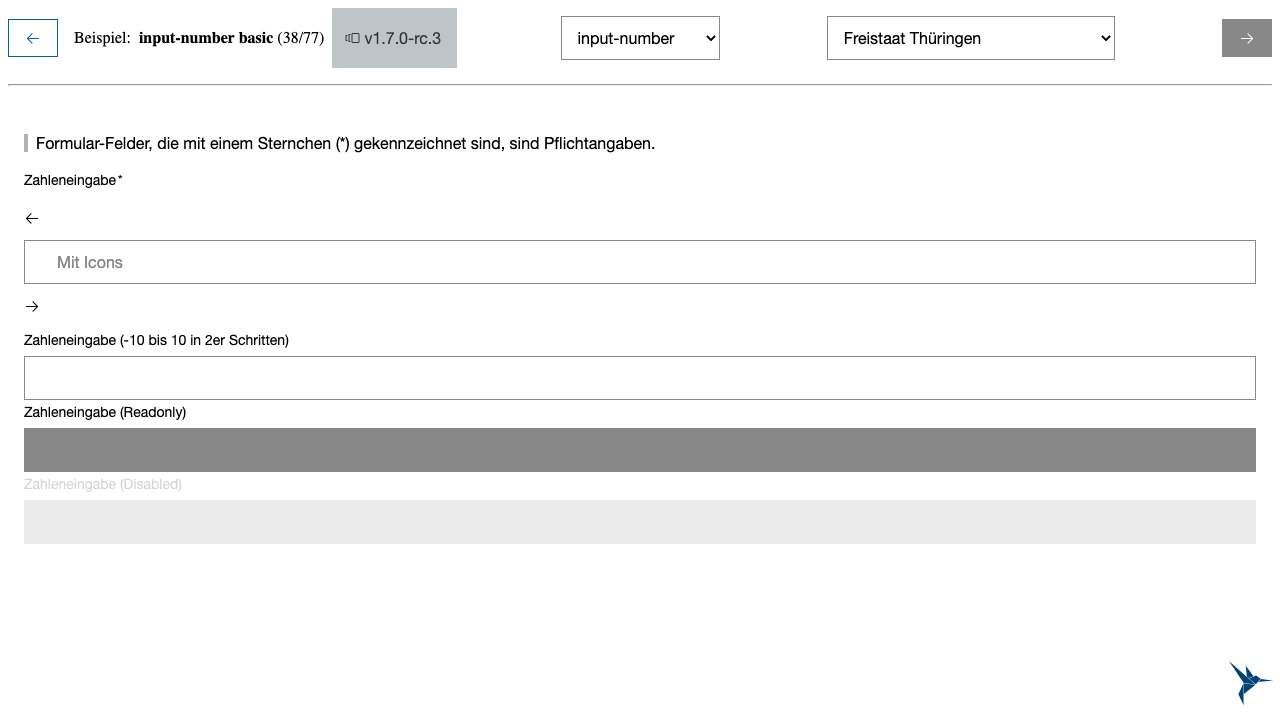 Beispiel: input-number basic (38/77) v1.7.0-rc.3 input-number Freistaat Thüringen
Formular-Felder, die mit einem Sternchen (*) gekennzeichnet sind, sind Pflichtangaben.
Zahleneingabe*
Mit Icons
Zahleneingabe (-10 bis 10 in 2er Schritten)
Zahleneingabe (Readonly)
Zahleneingabe (Disabled)